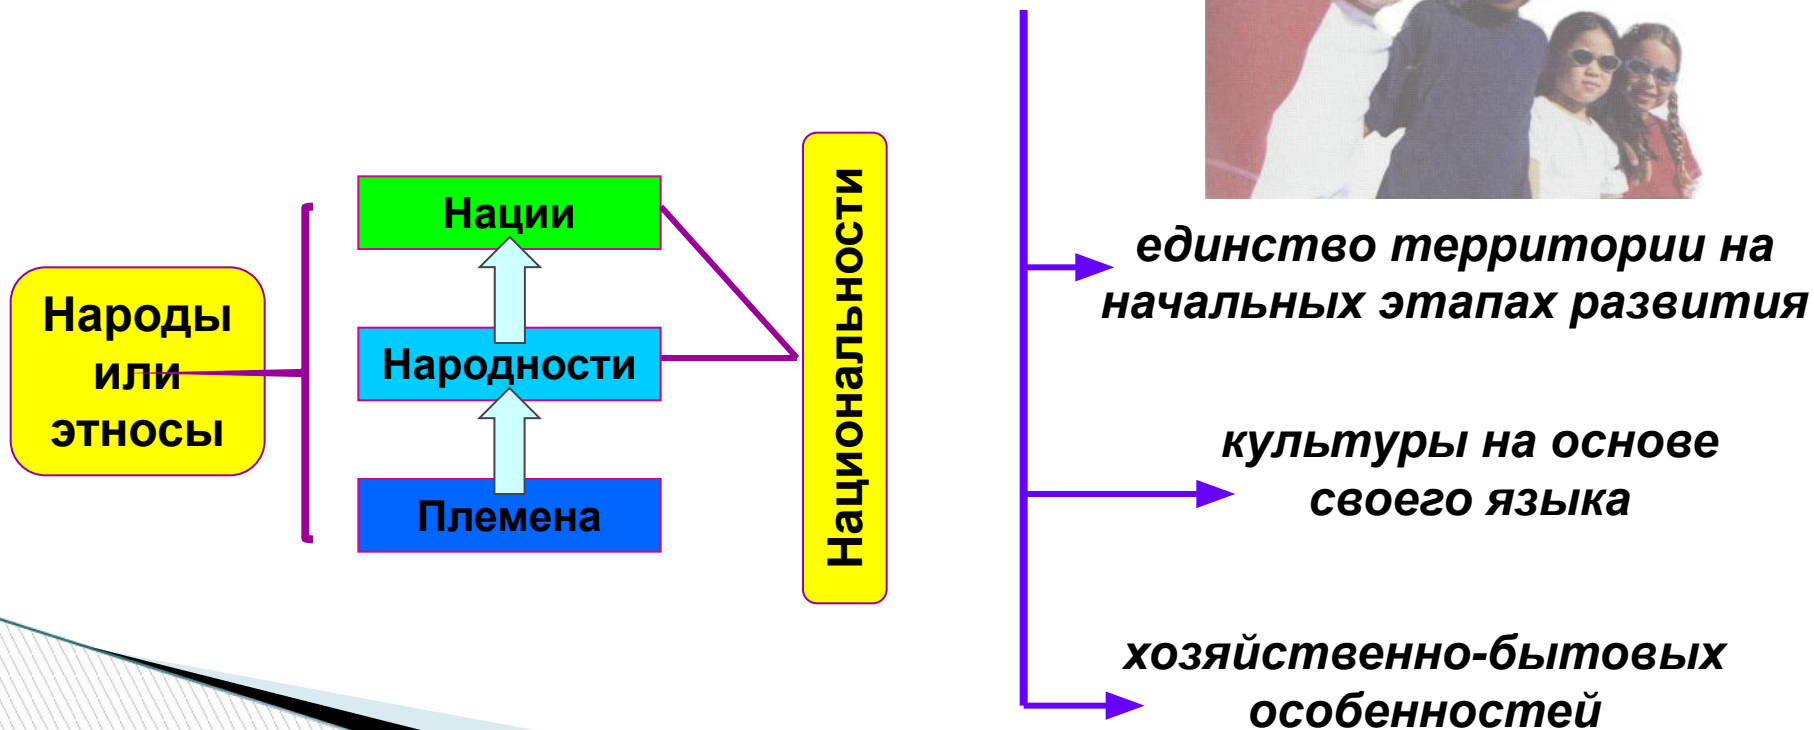 Народы
или
этносы
Нации
Народности
Племена
Национальности
единство территории на
начальных этапах развития
культуры на основе
своего языка
хозяйственно-бытовых
особенностей